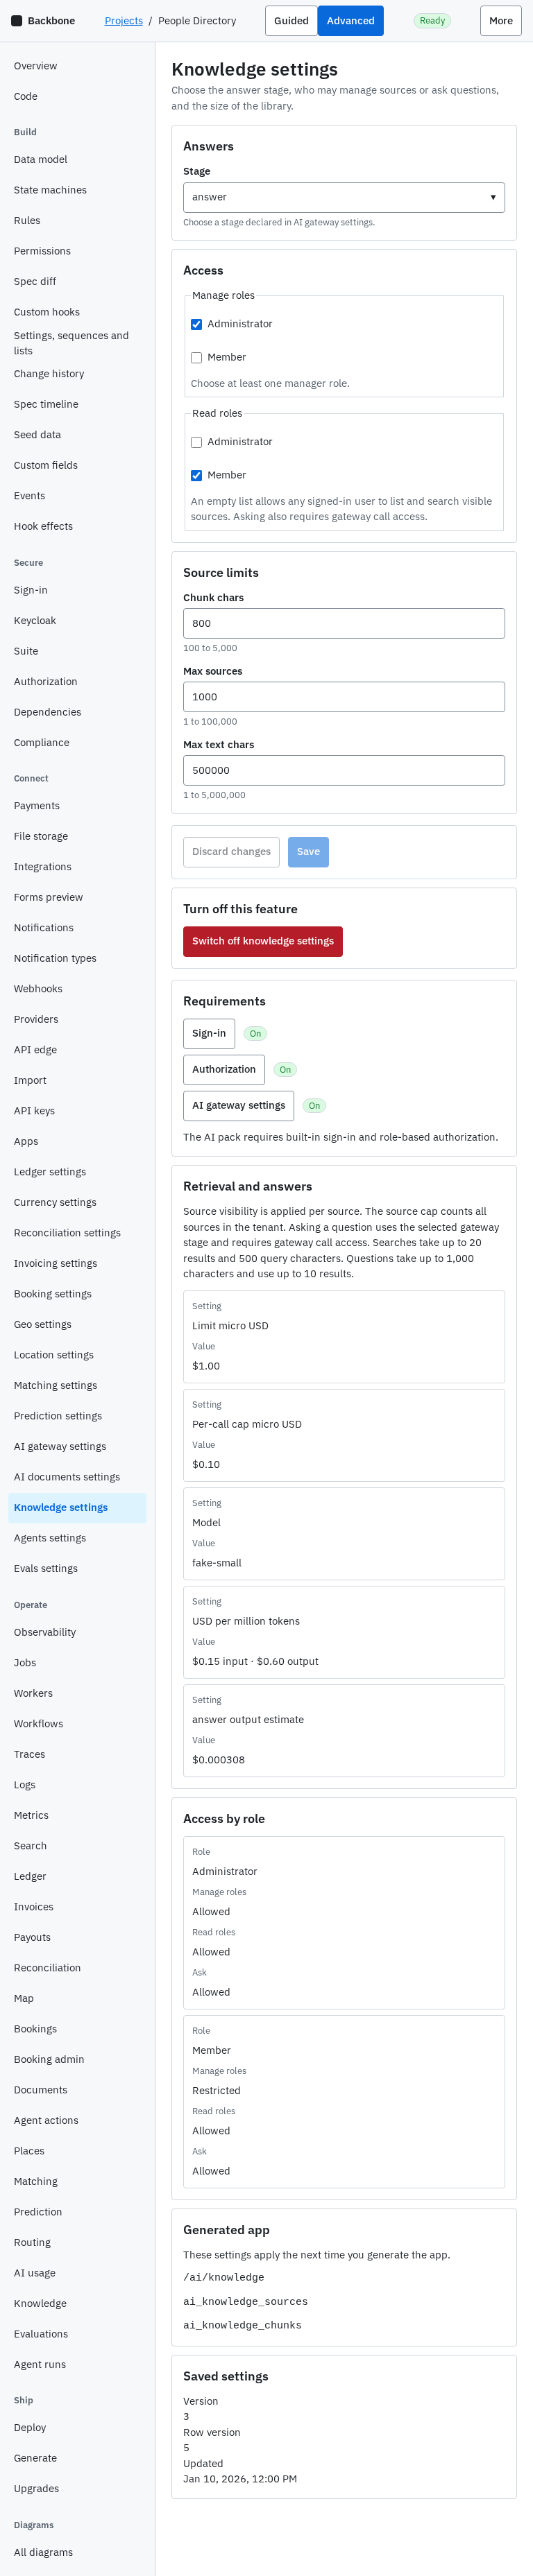 Backbone
Projects / People Directory
Guided
Advanced
Ready
More
Overview
Code
Build
Data model
State machines
Rules
Permissions
Spec diff
Custom hooks
Settings, sequences and
lists
Change history
Spec timeline
Seed data
Custom fields
Events
Hook effects
Secure
Sign-in
Keycloak
Suite
Authorization
Dependencies
Compliance
Connect
Payments
File storage
Integrations
Forms preview
Notifications
Notification types
Webhooks
Providers
API edge
Import
API keys
Apps
Ledger settings
Currency settings
Reconciliation settings
Invoicing settings
Booking settings
Geo settings
Location settings
Matching settings
Prediction settings
AI gateway settings
AI documents settings
Knowledge settings
Agents settings
Evals settings
Operate
Observability
Jobs
Workers
Workflows
Traces
Logs
Metrics
Search
Ledger
Invoices
Payouts
Reconciliation
Map
Bookings
Booking admin
Documents
Agent actions
Places
Matching
Prediction
Routing
AI usage
Knowledge
Evaluations
Agent runs
Ship
Deploy
Generate
Upgrades
Diagrams
All diagrams
Knowledge settings
Choose the answer stage, who may manage sources or ask questions,
and the size of the library.
Answers
Stage
answer
Choose a stage declared in AI gateway settings.
Access
Manage roles
Administrator
Member
Choose at least one manager role.
Read roles
Administrator
Member
An empty list allows any signed-in user to list and search visible
sources. Asking also requires gateway call access.
Source limits
Chunk chars
800
100 to 5,000
Max sources
1000
1 to 100,000
Max text chars
500000
1 to 5,000,000
Discard changes
Save
Turn off this feature
Switch off knowledge settings
Requirements
Sign-in On
Authorization On
AI gateway settings On
The AI pack requires built-in sign-in and role-based authorization.
Retrieval and answers
Source visibility is applied per source. The source cap counts all
sources in the tenant. Asking a question uses the selected gateway
stage and requires gateway call access. Searches take up to 20
results and 500 query characters. Questions take up to 1,000
characters and use up to 10 results.
Setting
Limit micro USD
Value
$1.00
Setting
Per-call cap micro USD
Value
$0.10
Setting
Model
Value
fake-small
Setting
USD per million tokens
Value
$0.15 input · $0.60 output
Setting
answer output estimate
Value
$0.000308
Access by role
Role
Administrator
Manage roles
Allowed
Read roles
Allowed
Ask
Allowed
Role
Member
Manage roles
Restricted
Read roles
Allowed
Ask
Allowed
Generated app
These settings apply the next time you generate the app.
/ai/knowledge
ai_knowledge_sources
ai_knowledge_chunks
Saved settings
Version
3
Row version
5
Updated
Jan 10, 2026, 12:00 PM